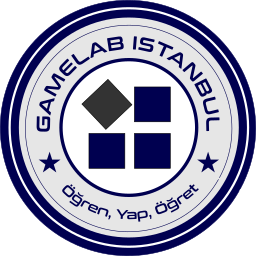 GAMELAB ISTANBUL
Öğren, Yap, Öğret